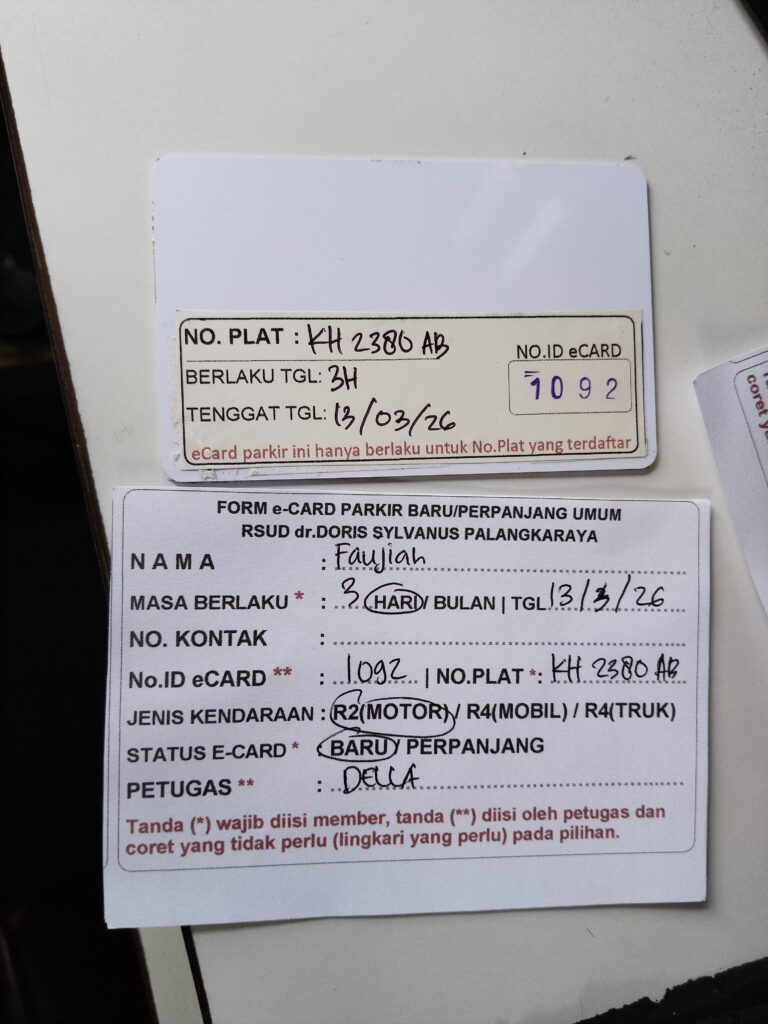 NO. PLAT : KH 2380 AB
NO.ID eCARD
BERLAKU TGL: 3H
1092
TENGGAT TGL: 13/03/26
eCard parkir ini hanya berlaku untuk No.Plat yang terdaftar
FORM e-CARD PARKIR BARU/PERPANJANG UMUM
RSUD dr.DORIS SYLVANUS PALANGKARAYA
NAMA : Faujiah
MASA BERLAKU * : 3 HARI/ BULAN | TGL 13/3/26
NO. KONTAK :
No.ID eCARD ** : 1092 | NO.PLAT *: KH 2380 AB
JENIS KENDARAAN : R2(MOTOR) / R4(MOBIL) / R4(TRUK)
STATUS E-CARD * : BARU / PERPANJANG
PETUGAS ** : DELLA
Tanda (*) wajib diisi member, tanda (**) diisi oleh petugas dan
coret yang tidak perlu (lingkari yang perlu) pada pilihan.
coret ya